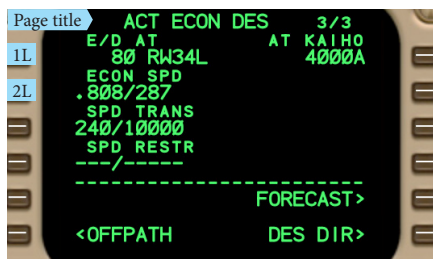 Page title
ACT ECON DES 3/3
E/D AT AT KAIHO
1L
80 RW34L 4000A
ECON SPD
2L
.808/287
SPD TRANS
240/10000
SPD RESTR
---/-----
------------------------
FORECAST>
<OFFPATH DES DIR>